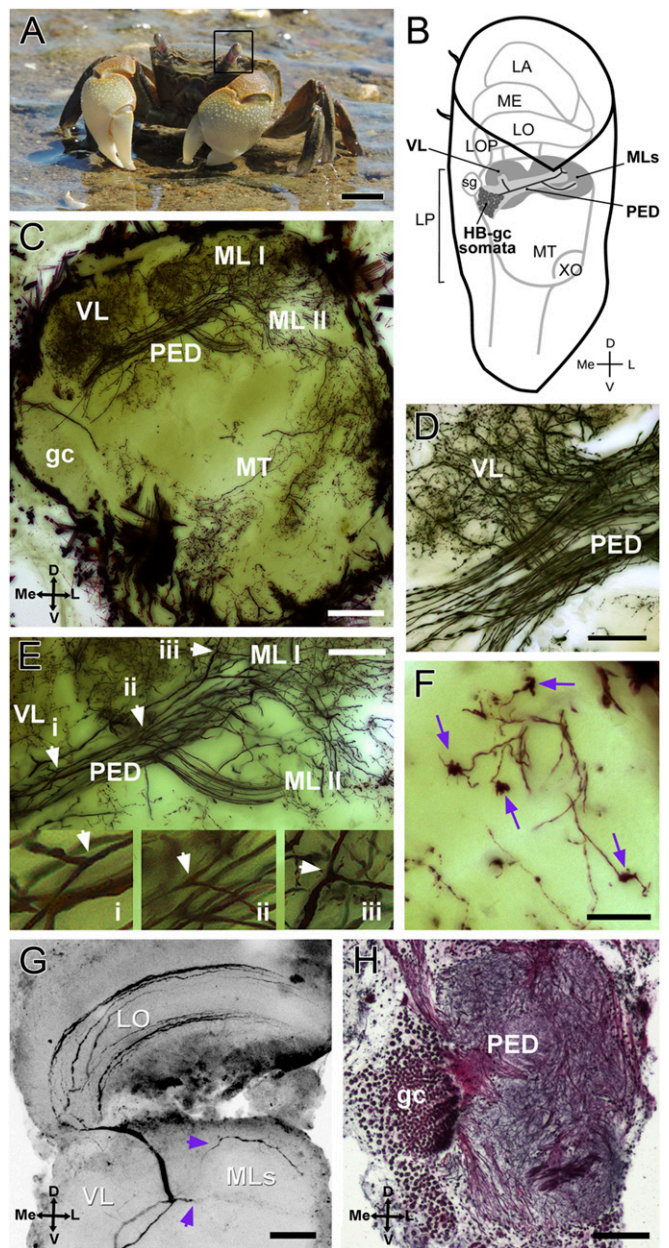 A
B
LA
ME
LO
LOP
VL
MLs
sg
PED
LP
HB-gc
somata
MT
XO
D
Me L
V
C
ML I
VL
ML II
PED
gc
MT
D
Me L
V
D
VL
PED
E
iii
ML I
ii
VL
i
PED
ML II
i
ii
iii
F
G
LO
VL
MLs
D
Me L
V
H
PED
gc
D
Me L
V